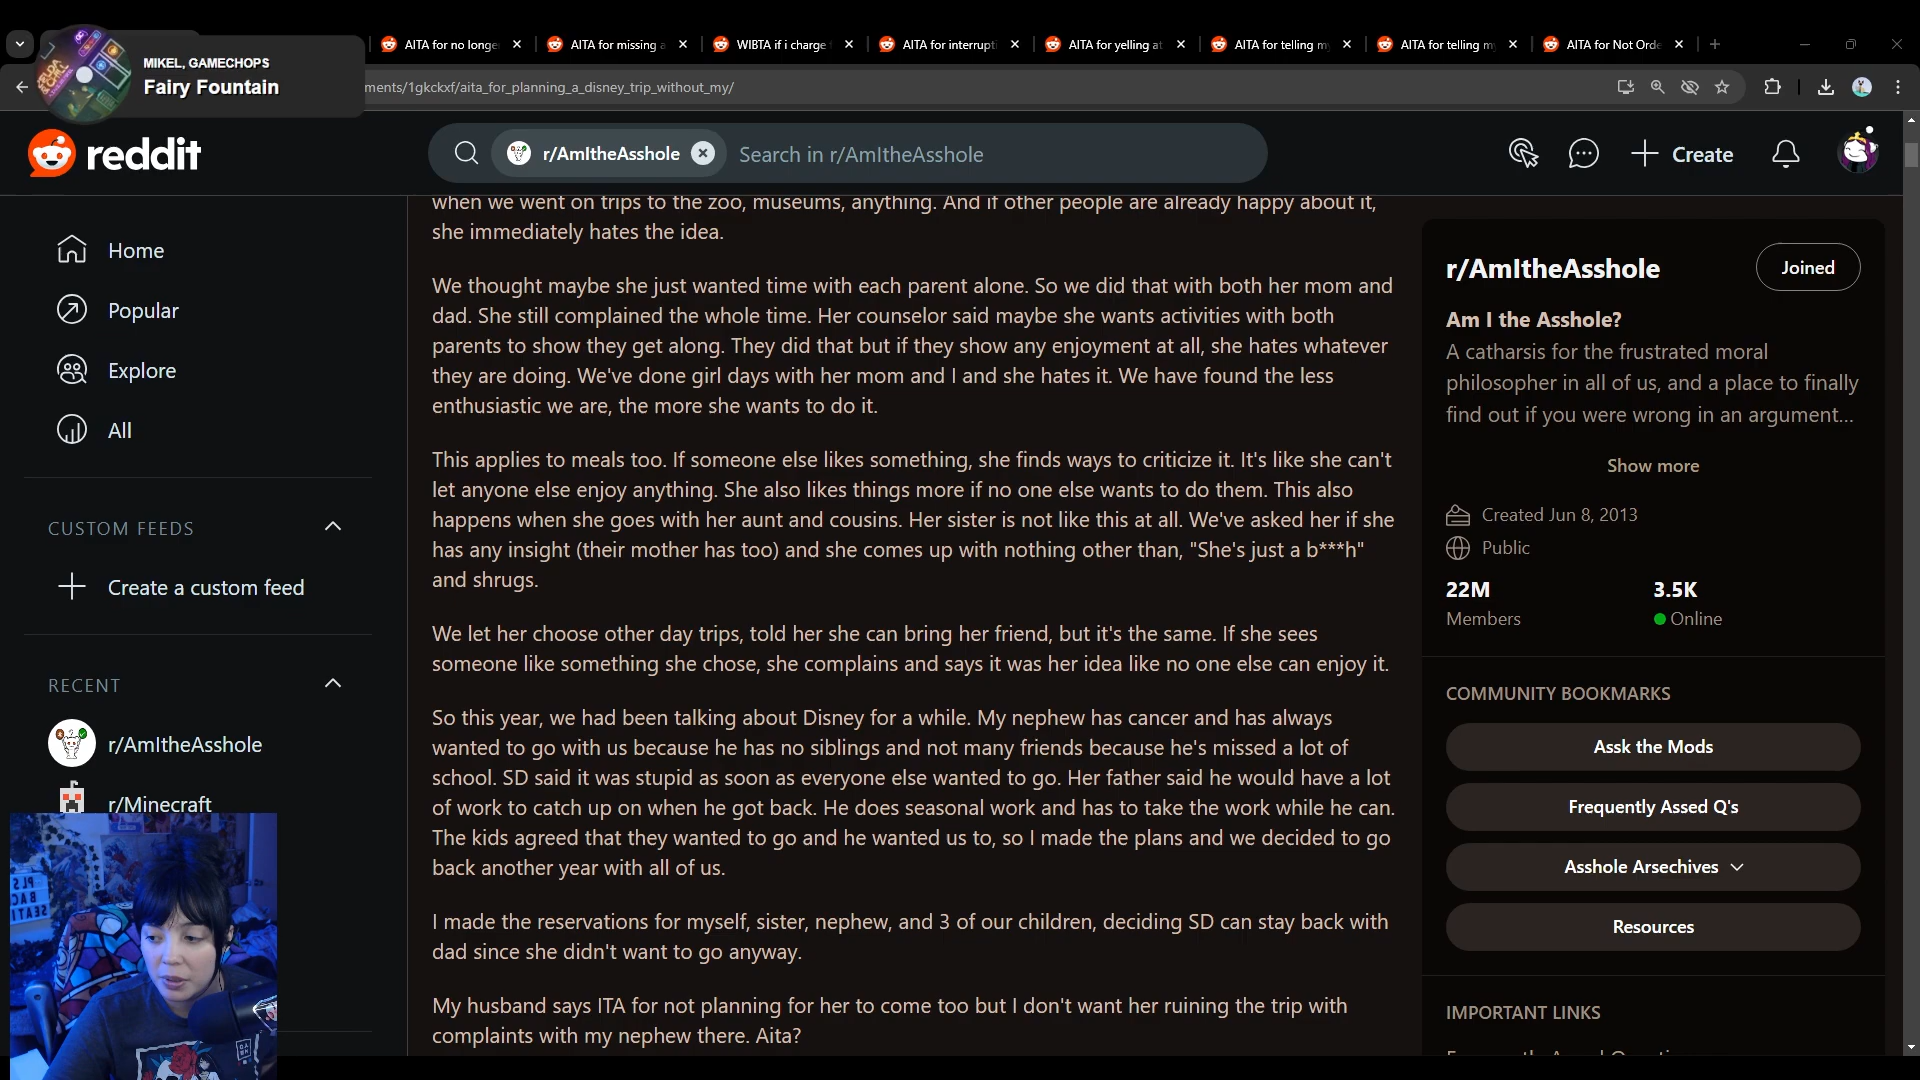 AITA for no longe
AITA for missing a
WIBTA if i charge
AITA for interrupti
AITA for yelling at
AITA for telling my
AITA for telling m
AITA for Not Orde
MIKEL, GAMECHOPS
Fairy Fountain
ments/1gkckxf/aita_for_planning_a_disney_trip_without_my/
reddit
r/AmItheAsshole
Search in r/AmItheAsshole
Create
Home
Popular
Explore
All
CUSTOM FEEDS
Create a custom feed
RECENT
r/AmItheAsshole
r/Minecraft
when we went on trips to the zoo, museums, anything. And if other people are already happy about it,
she immediately hates the idea.
We thought maybe she just wanted time with each parent alone. So we did that with both her mom and
dad. She still complained the whole time. Her counselor said maybe she wants activities with both
parents to show they get along. They did that but if they show any enjoyment at all, she hates whatever
they are doing. We've done girl days with her mom and I and she hates it. We have found the less
enthusiastic we are, the more she wants to do it.
This applies to meals too. If someone else likes something, she finds ways to criticize it. It's like she can't
let anyone else enjoy anything. She also likes things more if no one else wants to do them. This also
happens when she goes with her aunt and cousins. Her sister is not like this at all. We've asked her if she
has any insight (their mother has too) and she comes up with nothing other than, "She's just a b***h"
and shrugs.
We let her choose other day trips, told her she can bring her friend, but it's the same. If she sees
someone like something she chose, she complains and says it was her idea like no one else can enjoy it.
So this year, we had been talking about Disney for a while. My nephew has cancer and has always
wanted to go with us because he has no siblings and not many friends because he's missed a lot of
school. SD said it was stupid as soon as everyone else wanted to go. Her father said he would have a lot
of work to catch up on when he got back. He does seasonal work and has to take the work while he can.
The kids agreed that they wanted to go and he wanted us to, so I made the plans and we decided to go
back another year with all of us.
I made the reservations for myself, sister, nephew, and 3 of our children, deciding SD can stay back with
dad since she didn't want to go anyway.
My husband says ITA for not planning for her to come too but I don't want her ruining the trip with
complaints with my nephew there. Aita?
r/AmItheAsshole
Joined
Am I the Asshole?
A catharsis for the frustrated moral
philosopher in all of us, and a place to finally
find out if you were wrong in an argument...
Show more
Created Jun 8, 2013
Public
22M
3.5K
Members
Online
COMMUNITY BOOKMARKS
Assk the Mods
Frequently Assed Q's
Asshole Arsechives
Resources
IMPORTANT LINKS